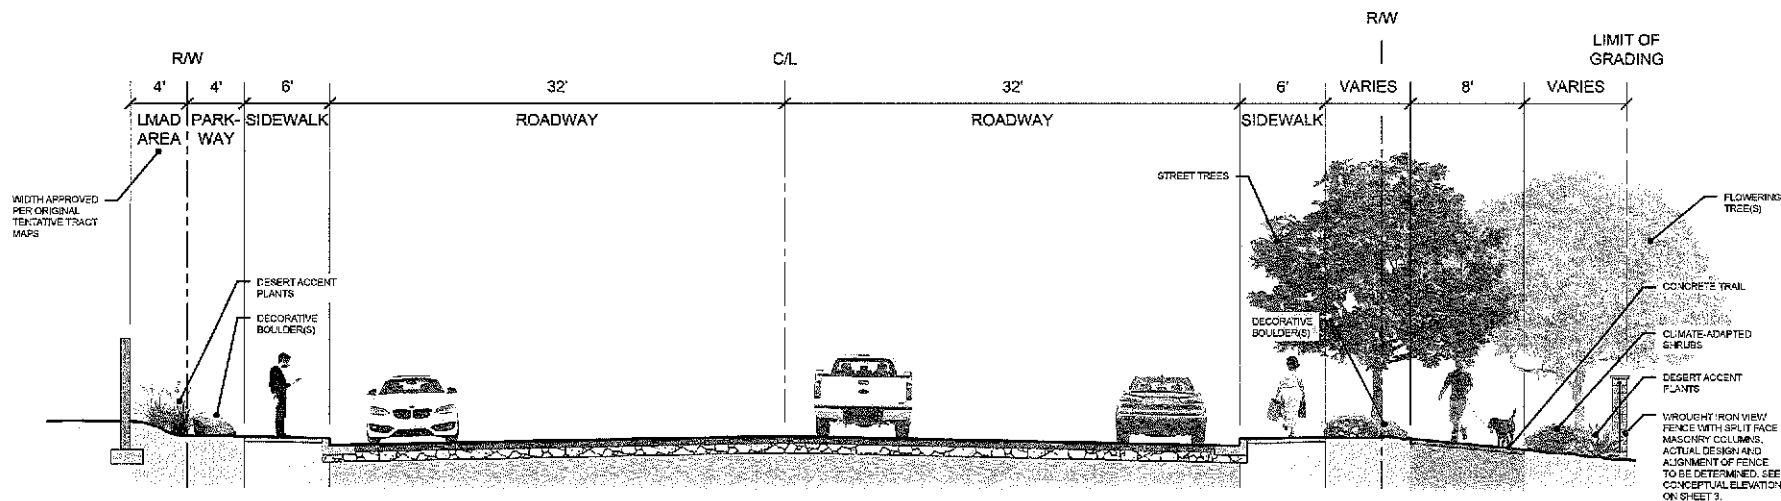 R/W
LIMIT OF
GRADING
R/W
C/L
4'
4'
6'
32'
32'
6'
VARIES
8'
VARIES
LMAD
AREA
PARK-
WAY
SIDEWALK
ROADWAY
ROADWAY
SIDEWALK
WIDTH APPROVED
PER ORIGINAL
TENTATIVE TRACT
MAPS
STREET TREES
FLOWERING
TREE(S)
DESERT ACCENT
PLANTS
DECORATIVE
BOULDER(S)
DECORATIVE
BOULDER(S)
CONCRETE TRAIL
CLIMATE-ADAPTED
SHRUBS
DESERT ACCENT
PLANTS
WROUGHT IRON VIEW
FENCE WITH SPLIT FACE
MASONRY COLUMNS,
ACTUAL DESIGN AND
ALIGNMENT OF FENCE
TO BE DETERMINED. SEE
CONCEPTUAL ELEVATION
ON SHEET 3.